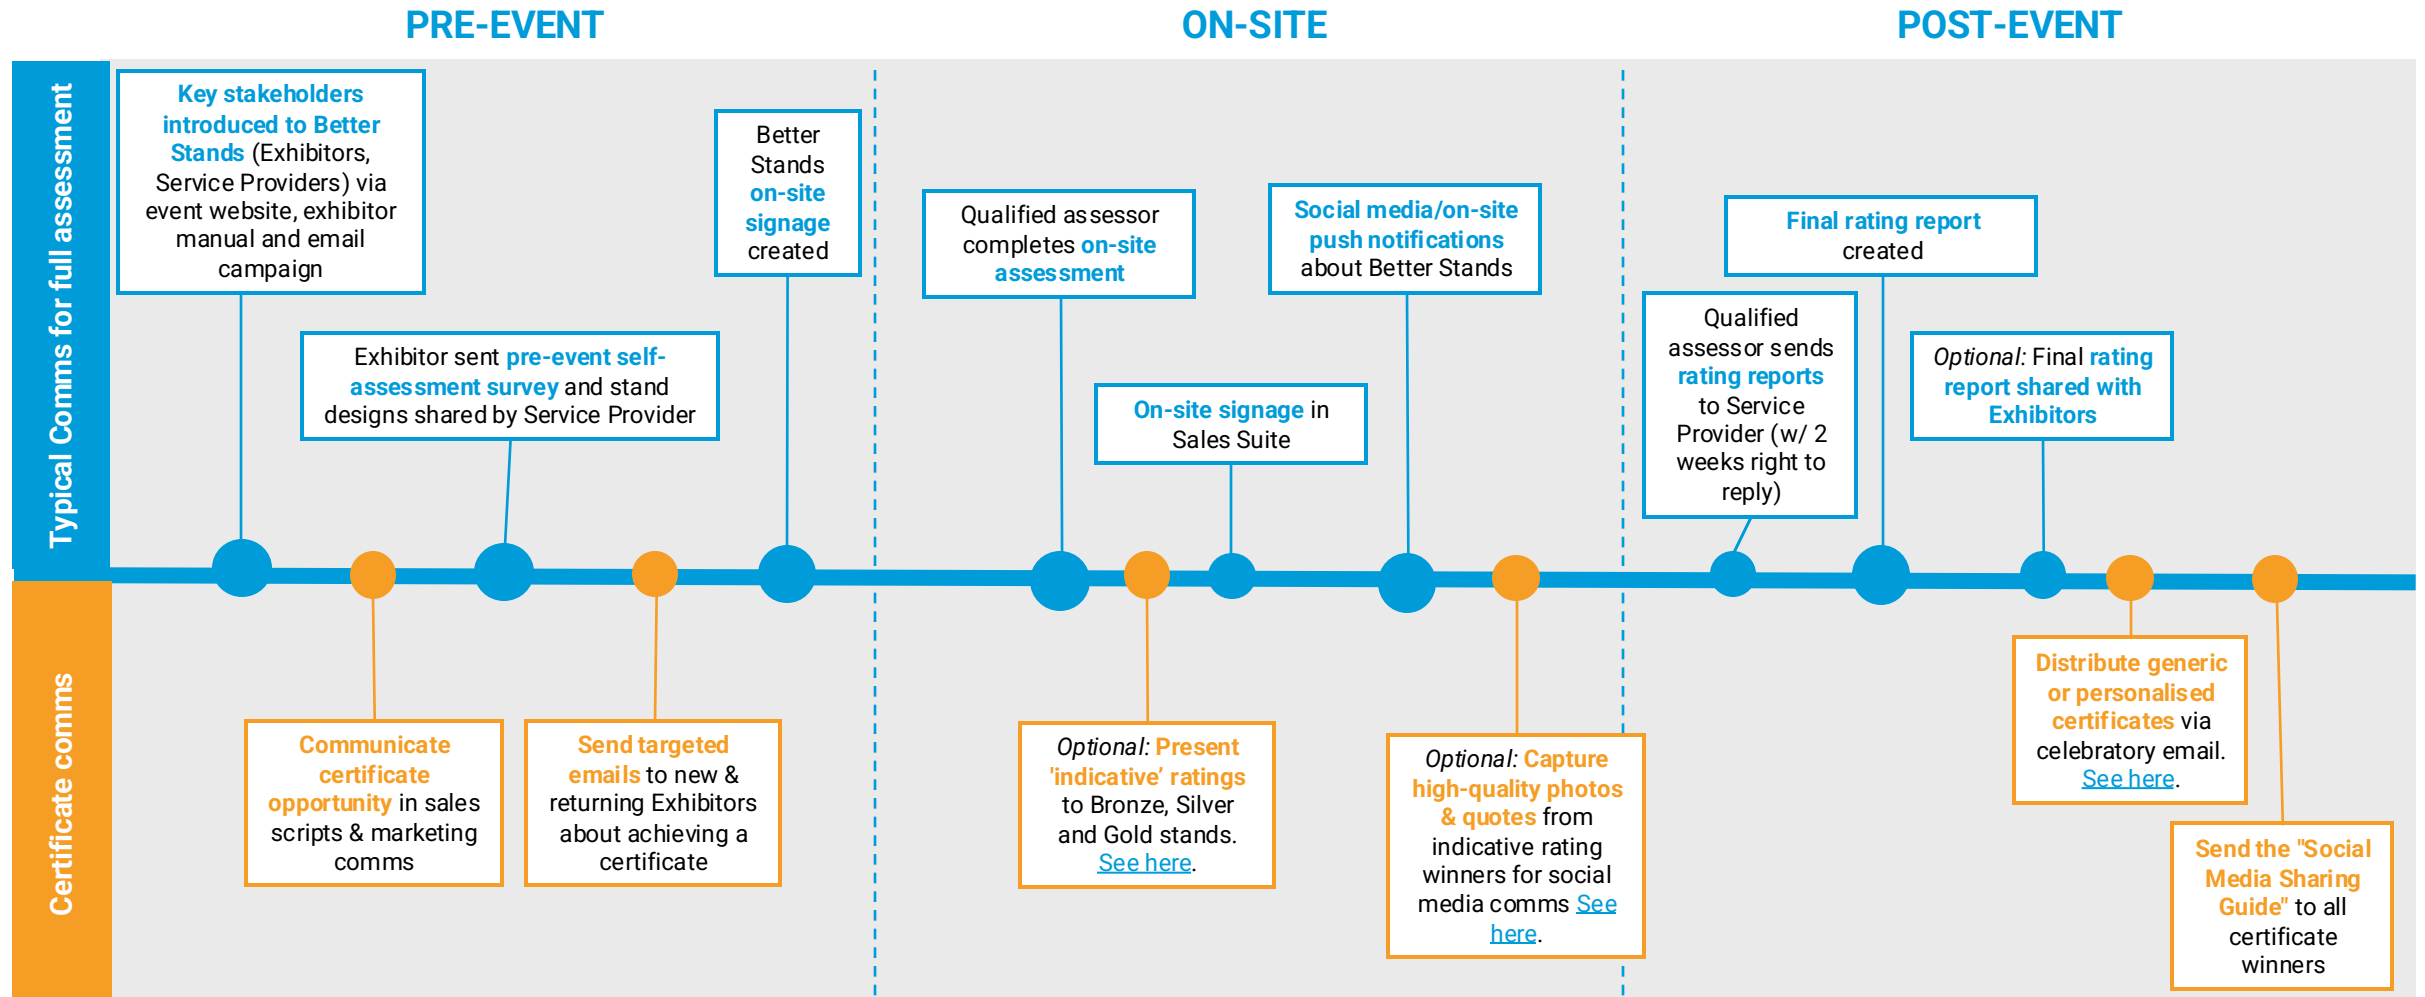 PRE-EVENT
ON-SITE
POST-EVENT
Typical Comms for full assessment
Key stakeholders
introduced to Better
Stands (Exhibitors,
Service Providers) via
event website, exhibitor
manual and email
campaign
Exhibitor sent pre-event self-
assessment survey and stand
designs shared by Service Provider
Better
Stands
on-site
signage
created
Qualified assessor
completes on-site
assessment
On-site signage in
Sales Suite
Social media/on-site
push notifications
about Better Stands
Qualified
assessor sends
rating reports
to Service
Provider (w/ 2
weeks right to
reply)
Final rating report
created
Optional: Final rating
report shared with
Exhibitors
Certificate comms
Communicate
certificate
opportunity in sales
scripts & marketing
comms
Send targeted
emails to new &
returning Exhibitors
about achieving a
certificate
Optional: Present
'indicative’ ratings
to Bronze, Silver
and Gold stands.
See here.
Optional: Capture
high-quality photos
& quotes from
indicative rating
winners for social
media comms See
here.
Distribute generic
or personalised
certificates via
celebratory email.
See here.
Send the "Social
Media Sharing
Guide" to all
certificate
winners